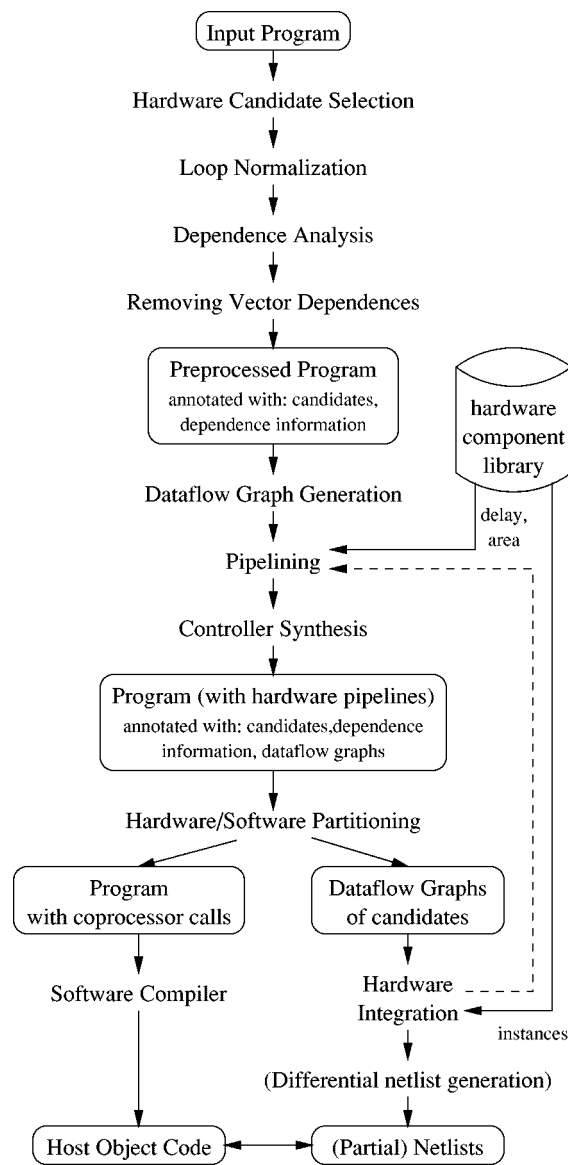 Input Program
Hardware Candidate Selection
Loop Normalization
Dependence Analysis
Removing Vector Dependences
Preprocessed Program
annotated with: candidates,
dependence information
hardware
component
library
Dataflow Graph Generation
delay,
area
Pipelining
Controller Synthesis
Program (with hardware pipelines)
annotated with: candidates,dependence
information, dataflow graphs
Hardware/Software Partitioning
Program
with coprocessor calls
Dataflow Graphs
of candidates
Software Compiler
Hardware
Integration
instances
(Differential netlist generation)
Host Object Code
(Partial) Netlists